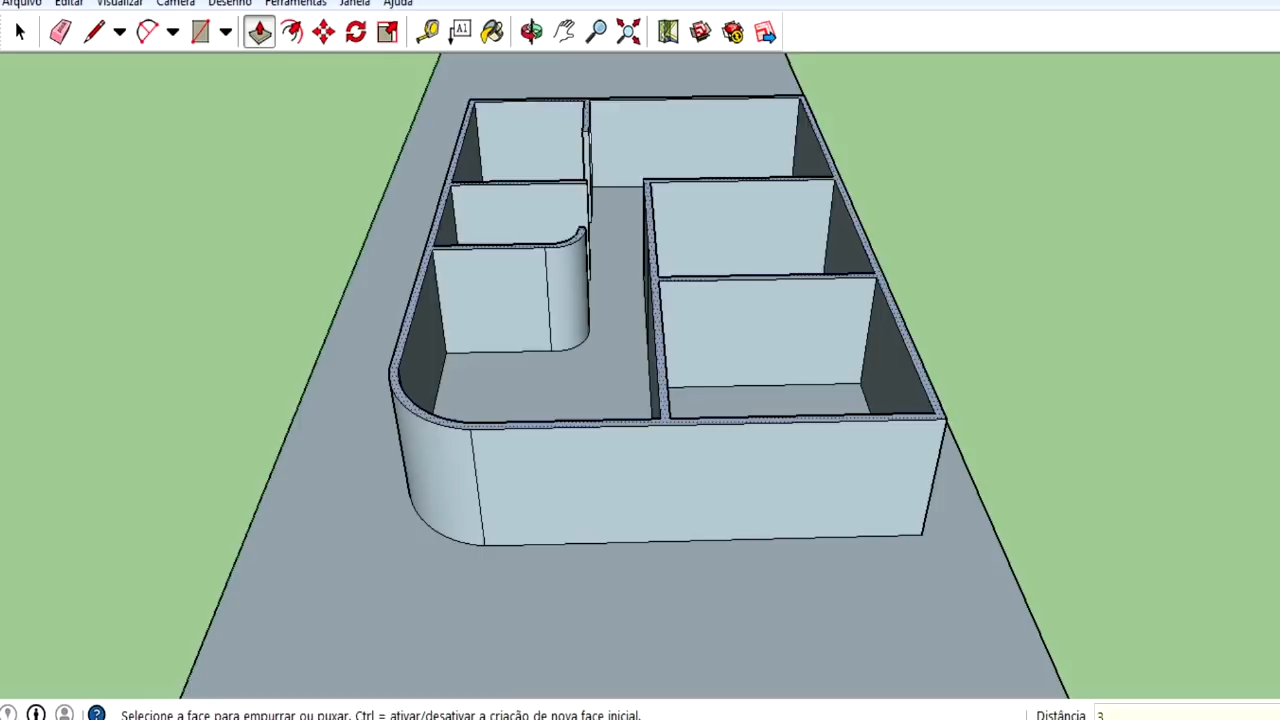 Arquivo Editar Visualizar Câmera Desenho Ferramentas Janela Ajuda
A1
Selecione a face para empurrar ou puxar. Ctrl = ativar/desativar a criação de nova face inicial.
Distância 3